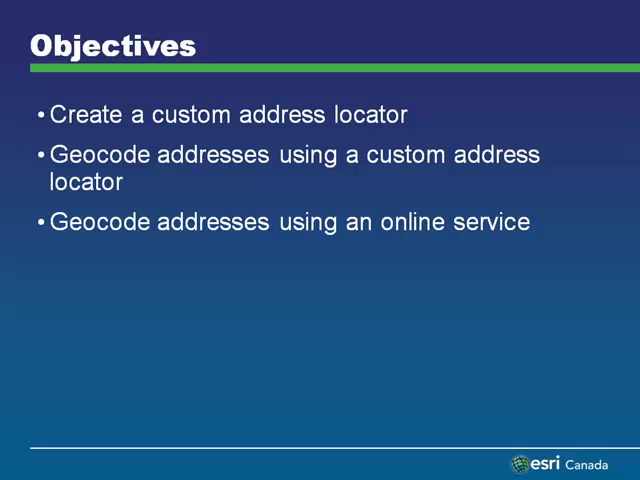 Objectives
• Create a custom address locator
• Geocode addresses using a custom address
locator
• Geocode addresses using an online service
esri Canada